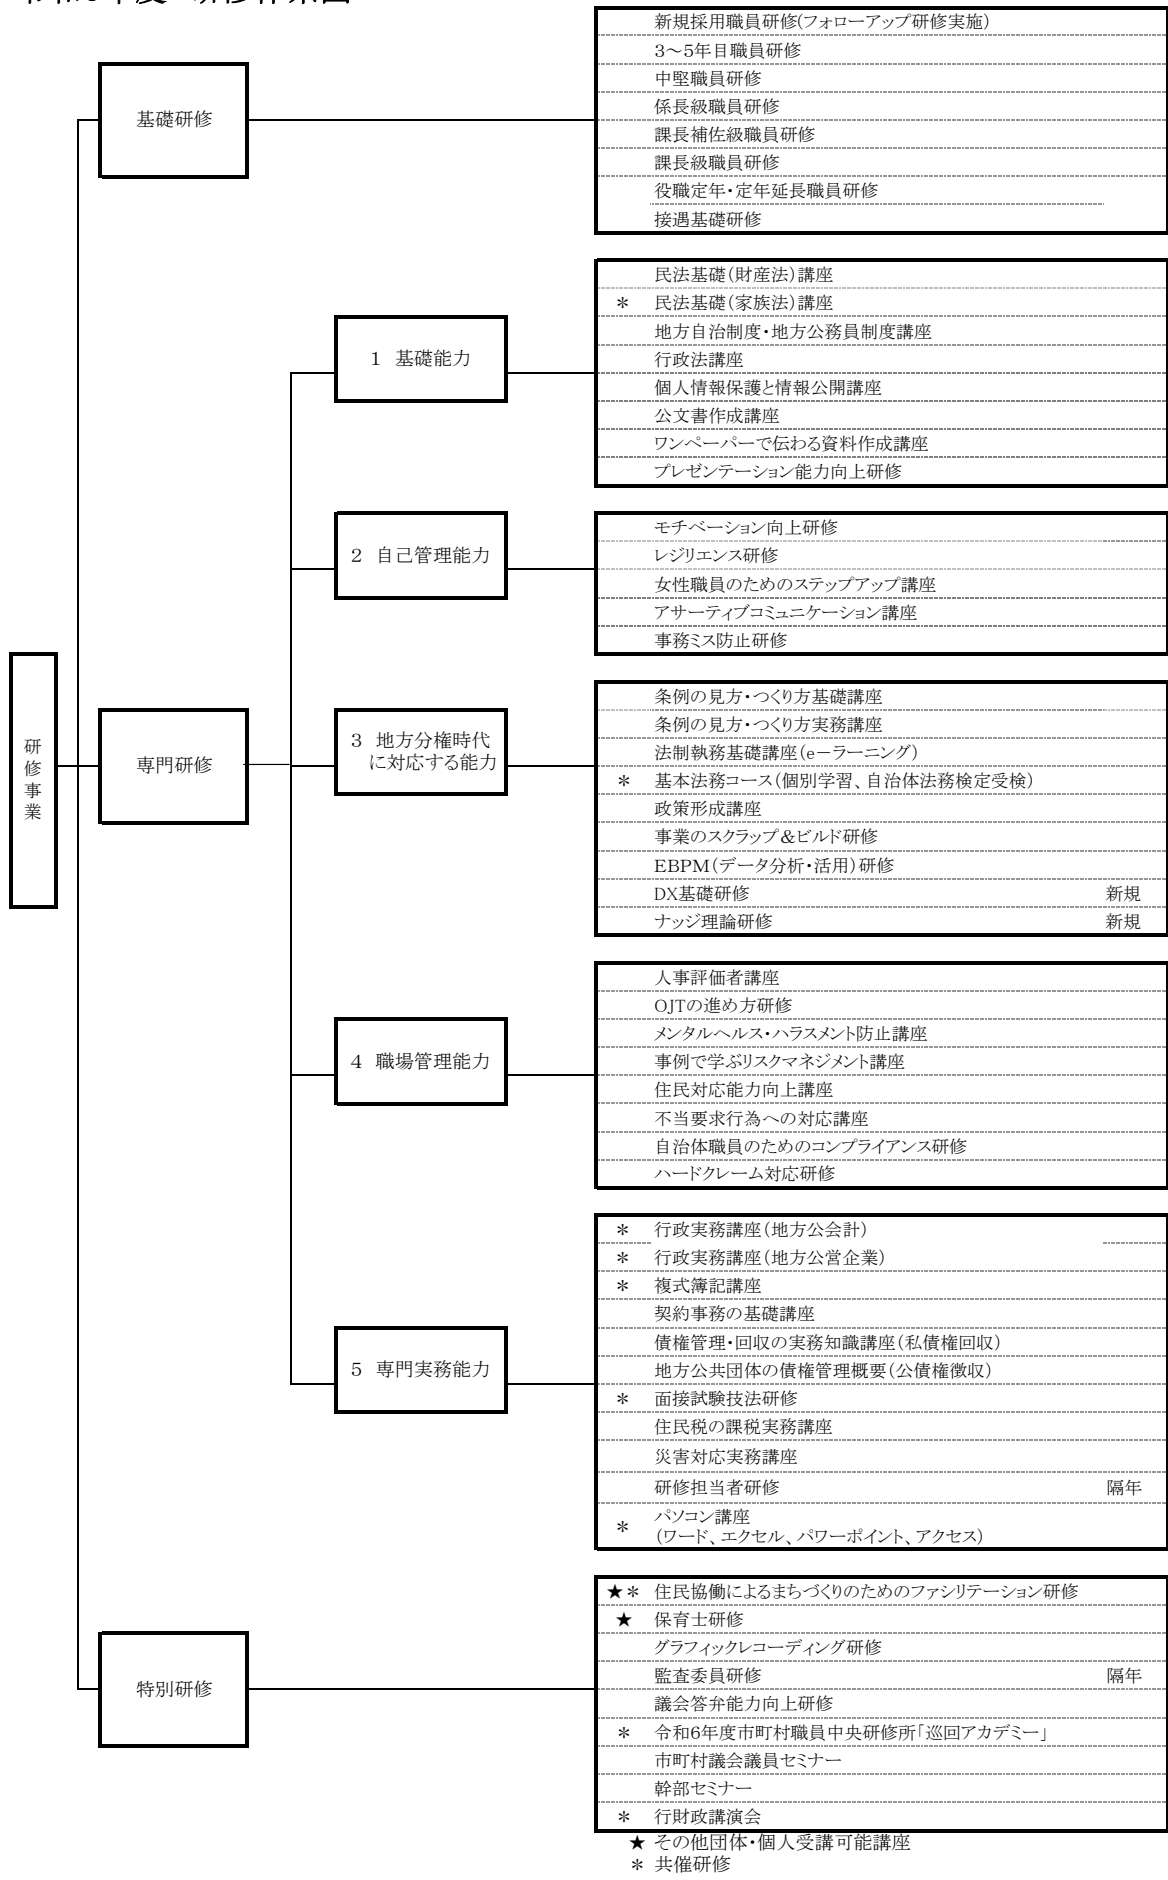 新規採用職員研修(フォローアップ研修実施)
3～5年目職員研修
中堅職員研修
係長級職員研修
基礎研修
課長補佐級職員研修
課長級職員研修
役職定年・定年延長職員研修
接遇基礎研修
民法基礎(財産法)講座
＊ 民法基礎(家族法)講座
地方自治制度・地方公務員制度講座
1 基礎能力
行政法講座
個人情報保護と情報公開講座
公文書作成講座
ワンペーパーで伝わる資料作成講座
プレゼンテーション能力向上研修
モチベーション向上研修
2 自己管理能力
レジリエンス研修
女性職員のためのステップアップ講座
アサーティブコミュニケーション講座
事務ミス防止研修
研修事業
専門研修
3 地方分権時代
に対応する能力
条例の見方・つくり方基礎講座
条例の見方・つくり方実務講座
法制執務基礎講座(e－ラーニング)
＊ 基本法務コース(個別学習、自治体法務検定受検)
政策形成講座
事業のスクラップ＆ビルド研修
EBPM(データ分析・活用)研修
DX基礎研修 新規
ナッジ理論研修 新規
人事評価者講座
OJTの進め方研修
メンタルヘルス・ハラスメント防止講座
4 職場管理能力
事例で学ぶリスクマネジメント講座
住民対応能力向上講座
不当要求行為への対応講座
自治体職員のためのコンプライアンス研修
ハードクレーム対応研修
＊ 行政実務講座(地方公会計)
＊ 行政実務講座(地方公営企業)
＊ 複式簿記講座
契約事務の基礎講座
債権管理・回収の実務知識講座(私債権回収)
5 専門実務能力
地方公共団体の債権管理概要(公債権徴収)
＊ 面接試験技法研修
住民税の課税実務講座
災害対応実務講座
研修担当者研修 隔年
＊ パソコン講座
(ワード、エクセル、パワーポイント、アクセス)
★＊ 住民協働によるまちづくりのためのファシリテーション研修
★ 保育士研修
グラフィックレコーディング研修
特別研修
監査委員研修 隔年
議会答弁能力向上研修
＊ 令和6年度市町村職員中央研修所「巡回アカデミー」
市町村議会議員セミナー
幹部セミナー
＊ 行財政講演会
★ その他団体・個人受講可能講座
＊ 共催研修